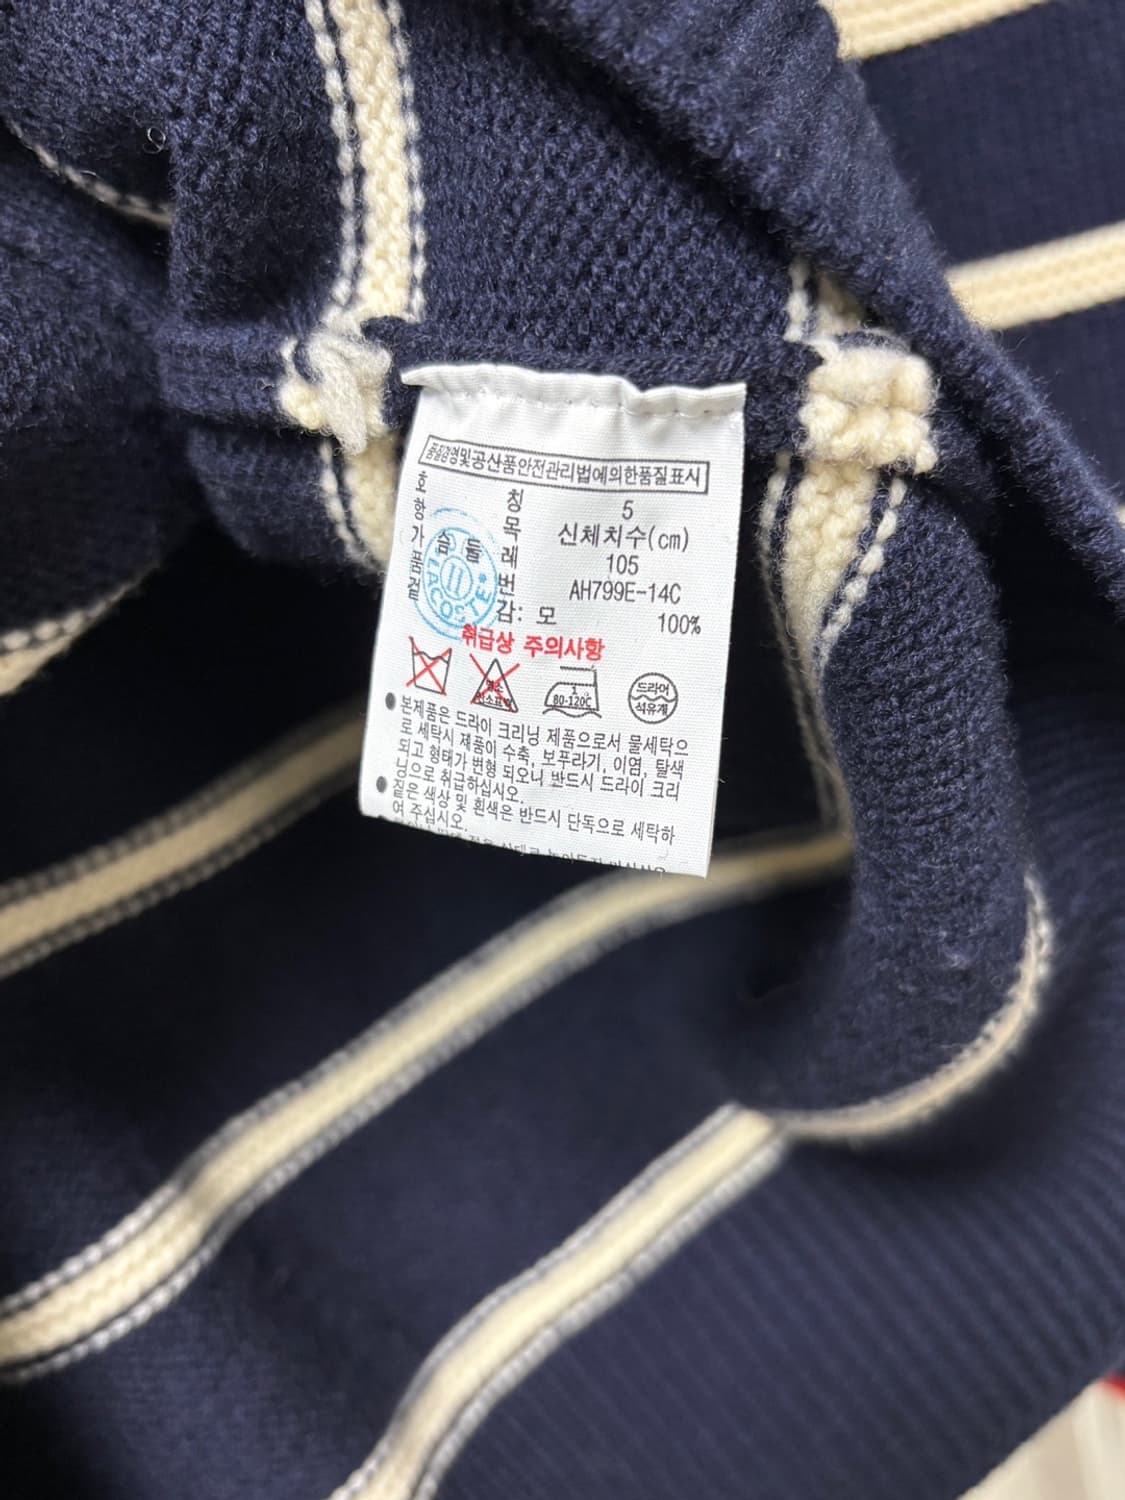 품질경영및공산품안전관리법에의한품질표시
호 칭 5
항 목 신체치수(cm)
가 슴 둘 레 105
품 번 AH799E-14C
겉 감: 모 100%
LACOSTE
취급상 주의사항
80-120℃
드라이
석유계
● 본제품은 드라이 크리닝 제품으로서 물세탁으
로 세탁시 제품이 수축, 보푸라기, 이염, 탈색
되고 형태가 변형 되오니 반드시 드라이 크리
닝으로 취급하십시오.
● 짙은 색상 및 흰색은 반드시 단독으로 세탁하
여 주십시오.